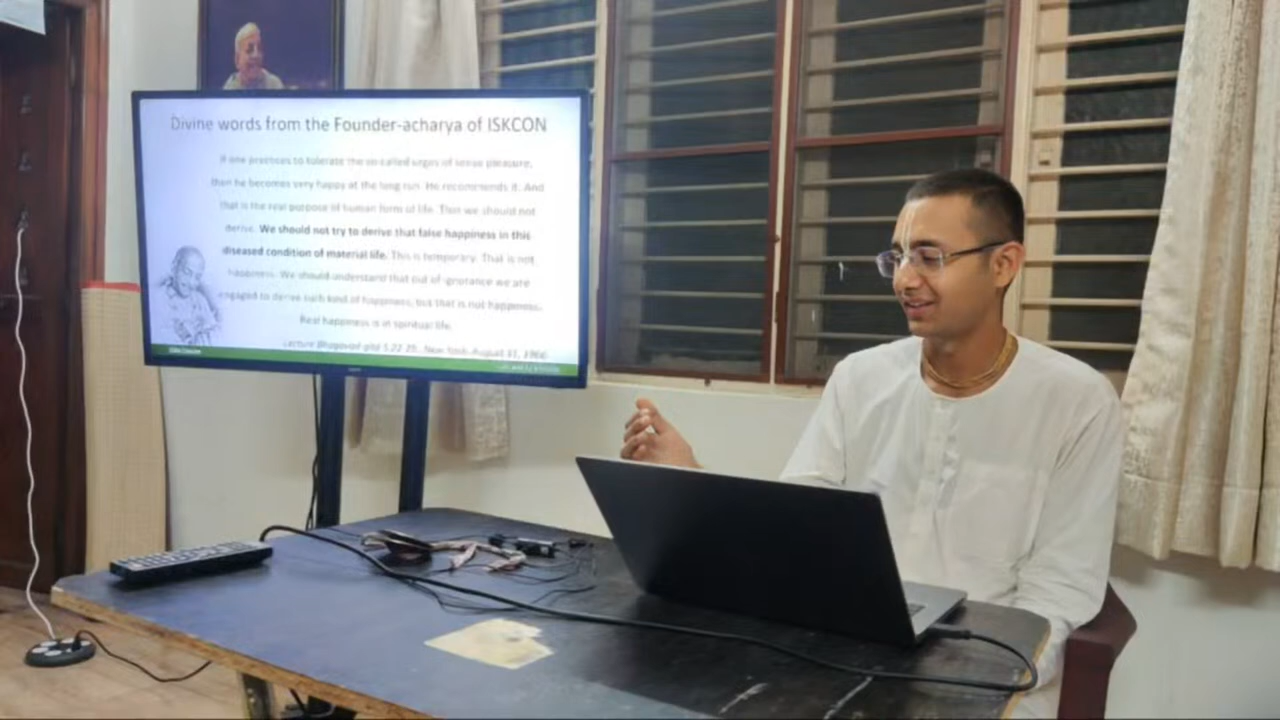 Divine words from the Founder-acharya of ISKCON
If one practices to tolerate the so-called urges of sense pleasure,
then he becomes very happy at the long run. He recommends it. And
that is the real purpose of human form of life. That we should not
derive. We should not try to derive that false happiness in this
diseased condition of material life. This is temporary. That is not
happiness. We should understand that out of ignorance we are
engaged to derive such kind of happiness, but that is not happiness.
Real happiness is in spiritual life.
Lecture Bhagavad-gita 5.22-29, New York, August 31, 1966